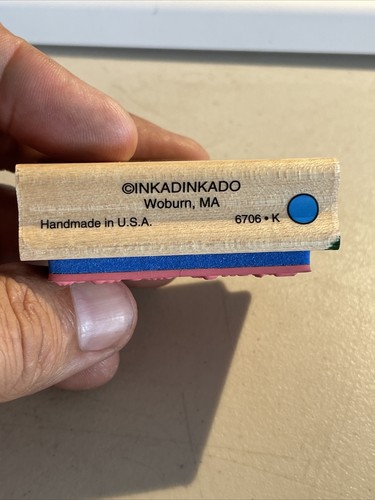 ©INKADINKADO
Woburn, MA
Handmade in U.S.A. 6706 • K